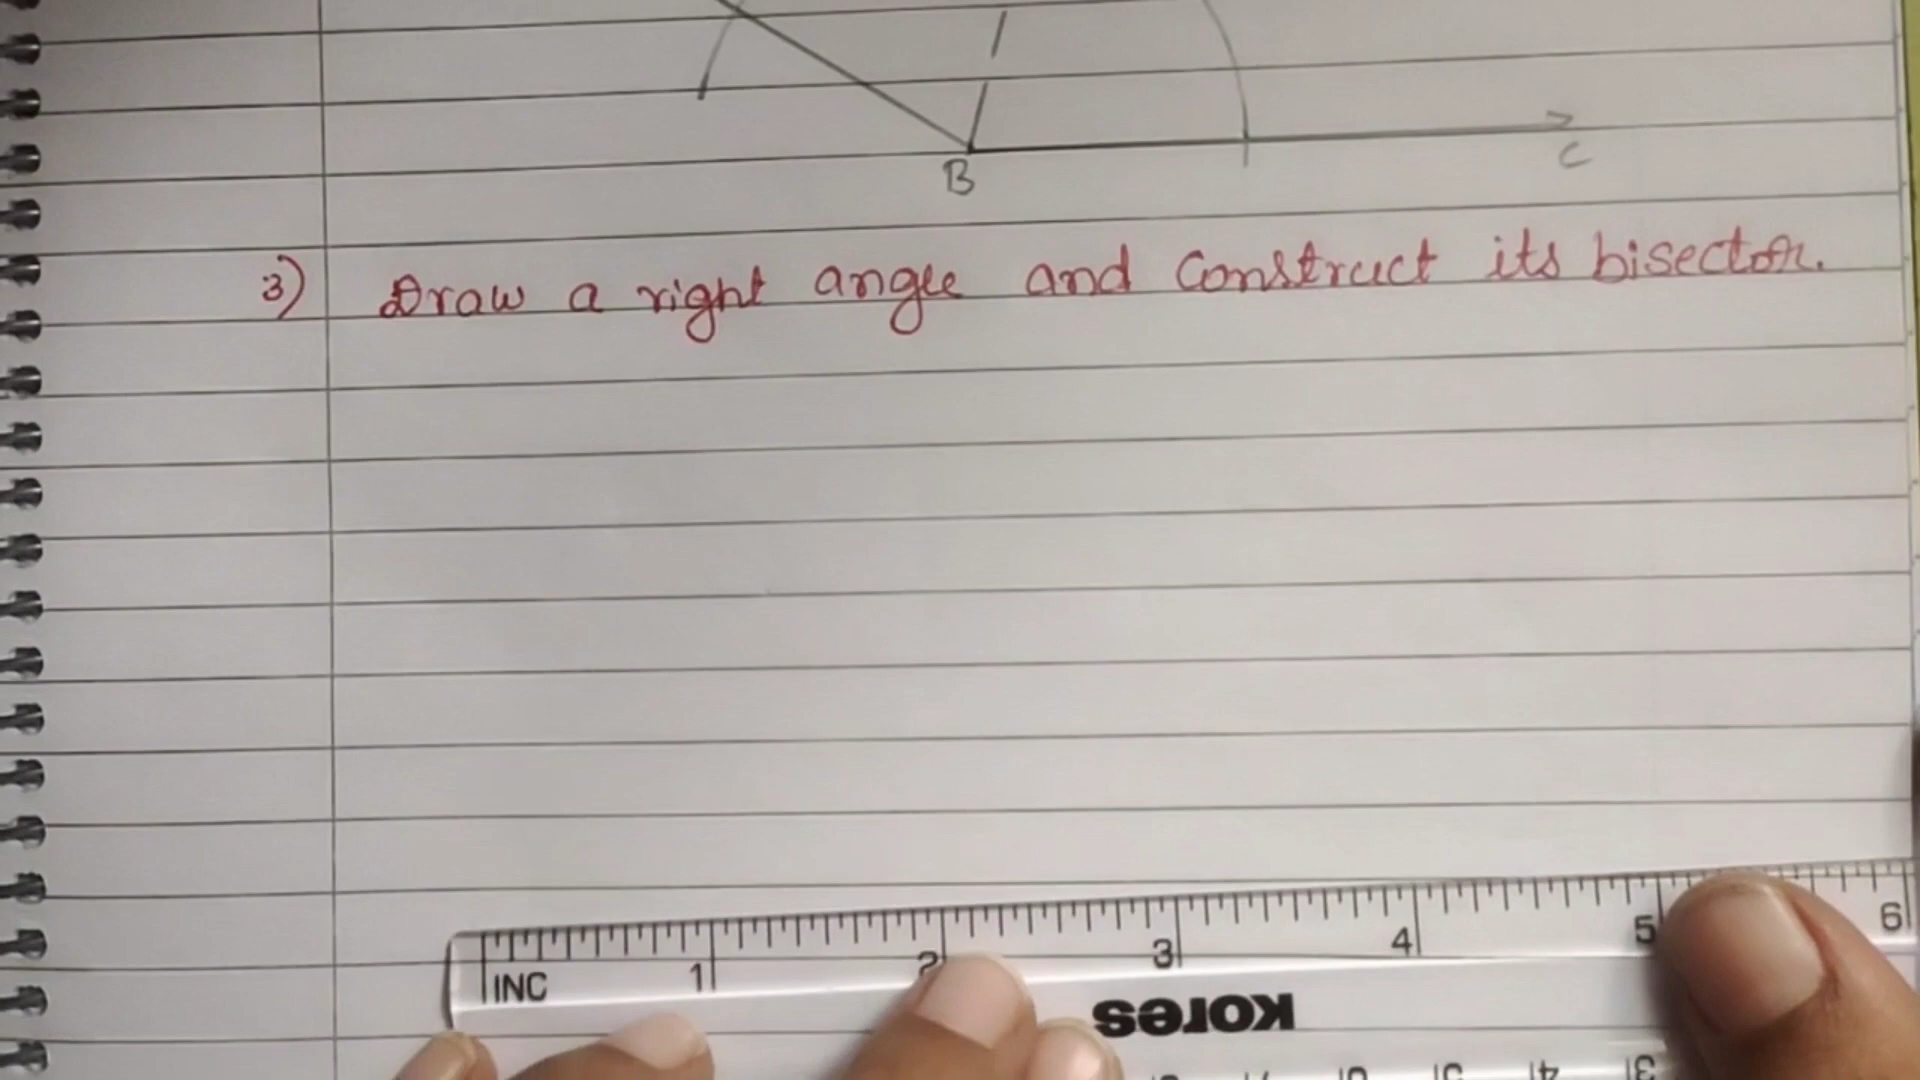 B
C
3) Draw a right angle and Construct its bisector.
INC 1 2 3 4 5 6
Kores